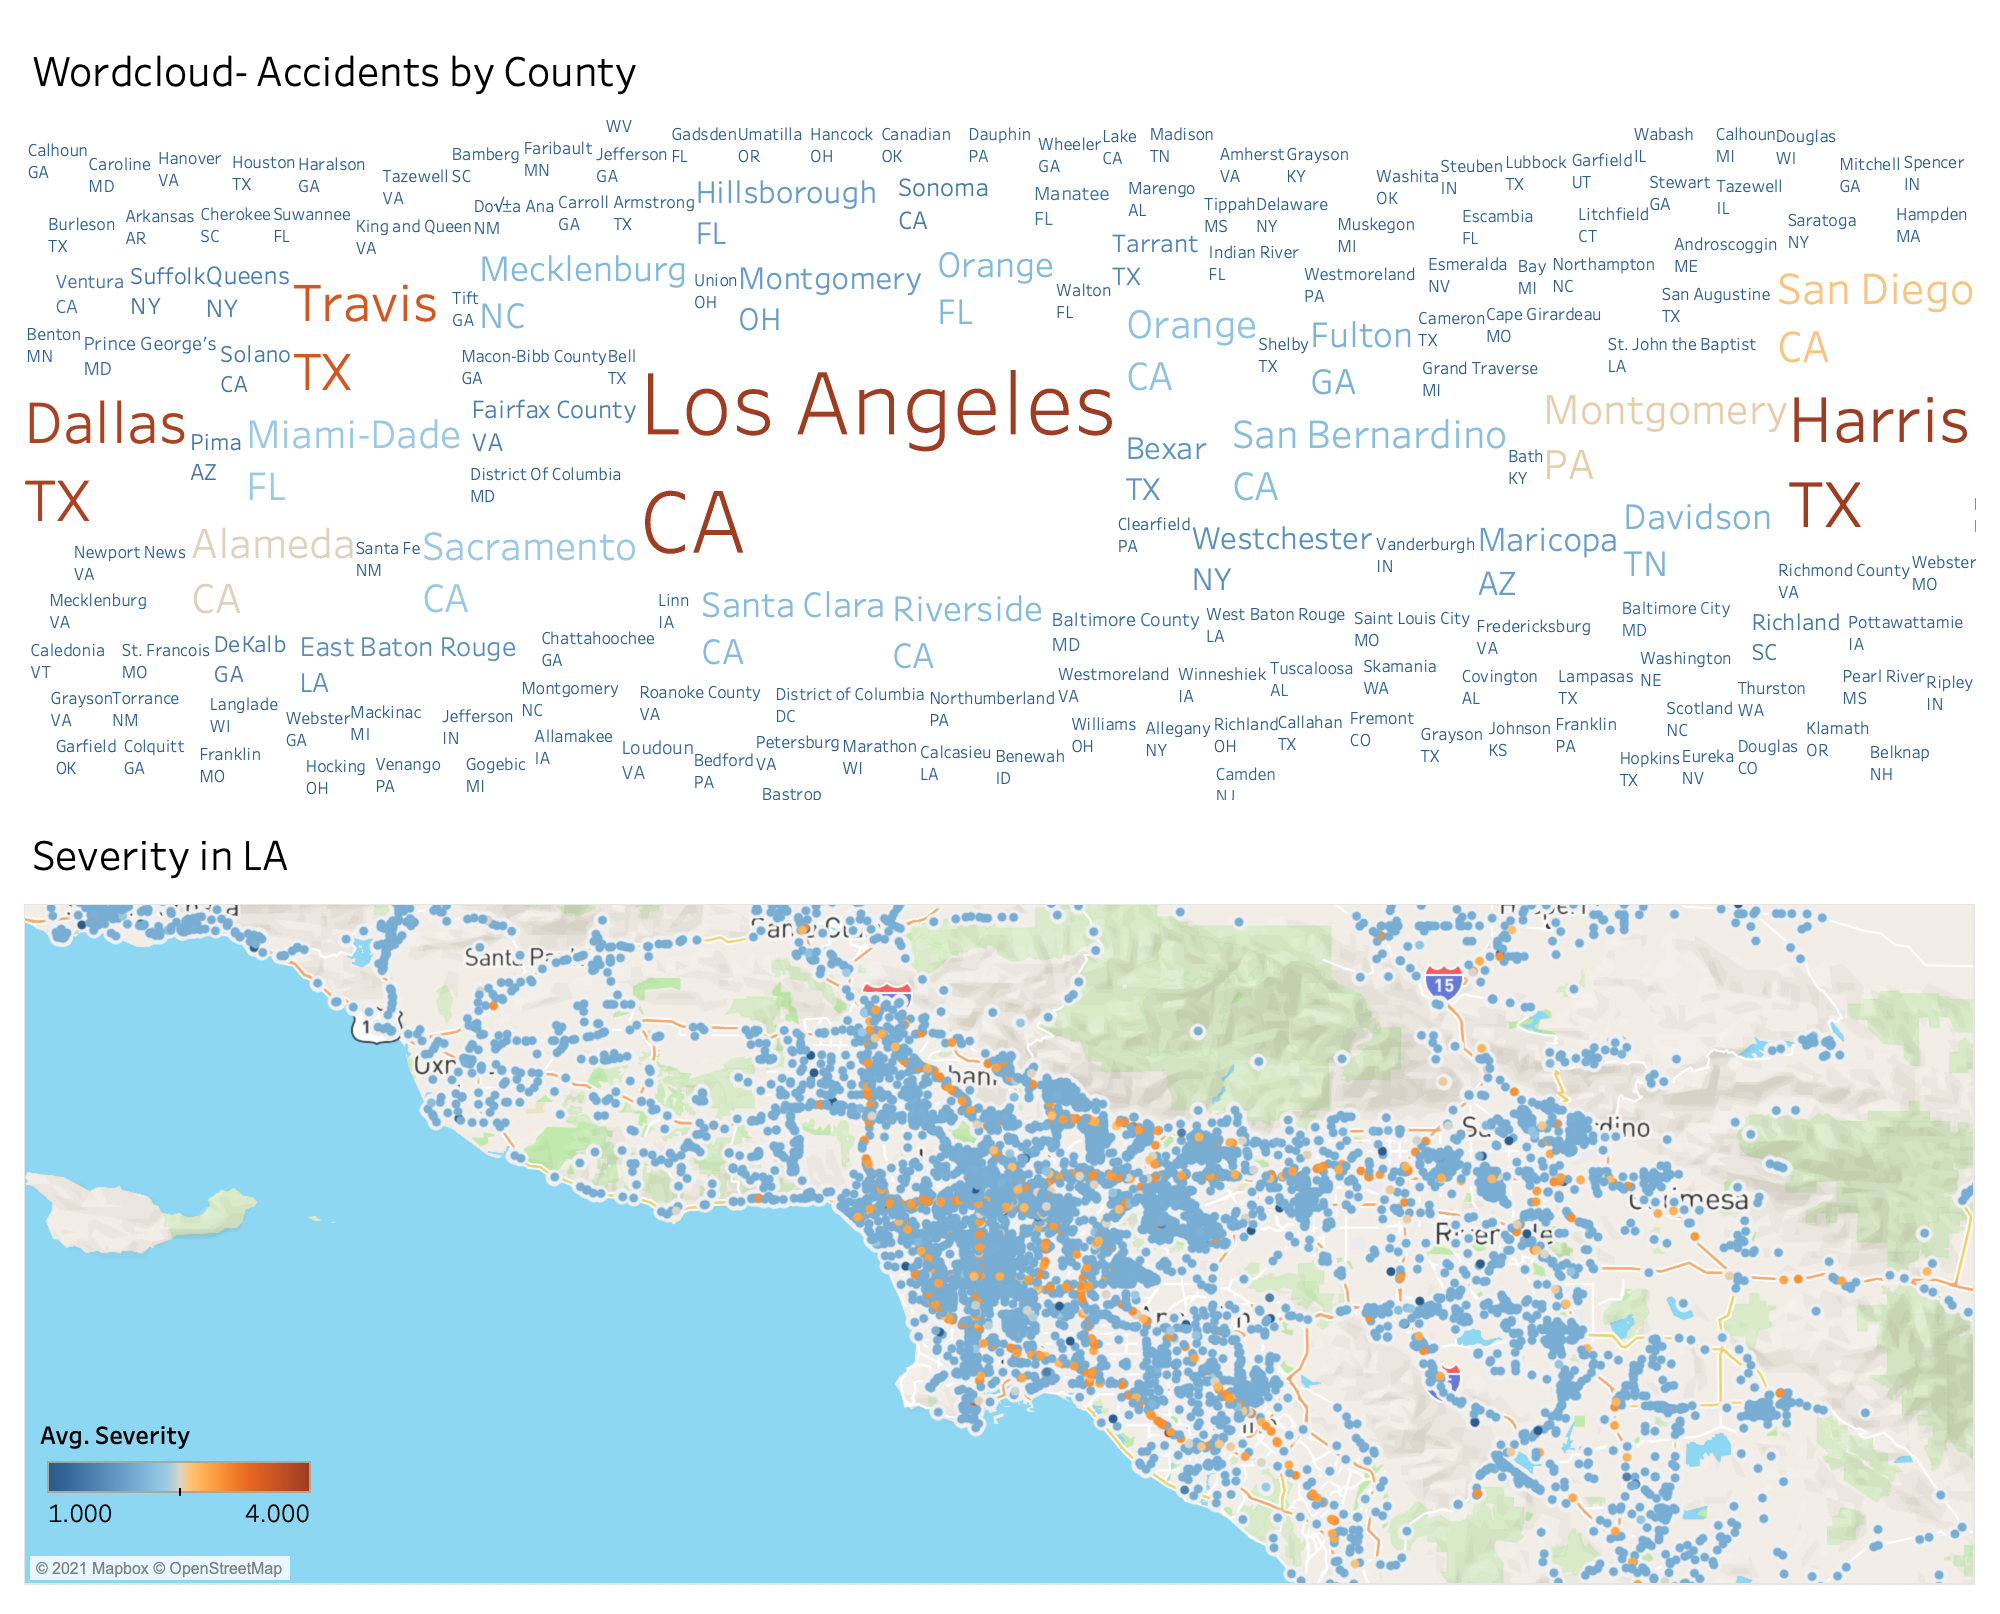 Wordcloud- Accidents by County
WV
Calhoun
GA
Caroline
MD
Hanover
VA
Houston
TX
Haralson
GA
Tazewell
VA
Bamberg
SC
Faribault
MN
Jefferson
GA
Gadsden
FL
Umatilla
OR
Hancock
OH
Canadian
OK
Dauphin
PA
Wheeler
GA
Lake
CA
Madison
TN
Amherst
VA
Grayson
KY
Washita
OK
Steuben
IN
Lubbock
TX
Garfield
UT
Wabash
IL
Calhoun
MI
Douglas
WI
Mitchell
GA
Spencer
IN
Burleson
TX
Arkansas
AR
Cherokee
SC
Suwannee
FL
King and Queen
VA
Do√±a Ana
NM
Carroll
GA
Armstrong
TX
Hillsborough
FL
Sonoma
CA
Manatee
FL
Marengo
AL
Tippah
MS
Delaware
NY
Muskegon
MI
Escambia
FL
Litchfield
CT
Stewart
GA
Tazewell
IL
Saratoga
NY
Hampden
MA
Ventura
CA
Suffolk
NY
Queens
NY
Travis
TX
Tift
GA
Mecklenburg
NC
Union
OH
Montgomery
OH
Orange
FL
Walton
FL
Tarrant
TX
Indian River
FL
Westmoreland
PA
Esmeralda
NV
Bay
MI
Northampton
NC
Androscoggin
ME
San Augustine
TX
San Diego
CA
Benton
MN
Prince George's
MD
Solano
CA
Macon-Bibb County
GA
Bell
TX
Orange
CA
Shelby
TX
Fulton
GA
Cameron
TX
Cape Girardeau
MO
Grand Traverse
MI
St. John the Baptist
LA
Dallas
TX
Pima
AZ
Miami-Dade
FL
Fairfax County
VA
District Of Columbia
MD
Los Angeles
CA
Bexar
TX
San Bernardino
CA
Bath
KY
Montgomery
PA
Harris
TX
Newport News
VA
Alameda
CA
Santa Fe
NM
Sacramento
CA
Clearfield
PA
Westchester
NY
Vanderburgh
IN
Maricopa
AZ
Davidson
TN
Richmond County
VA
Webster
MO
Mecklenburg
VA
Linn
IA
Santa Clara
CA
Riverside
CA
Baltimore County
MD
West Baton Rouge
LA
Saint Louis City
MO
Fredericksburg
VA
Baltimore City
MD
Richland
SC
Pottawattamie
IA
Caledonia
VT
St. Francois
MO
DeKalb
GA
East Baton Rouge
LA
Chattahoochee
GA
Westmoreland
VA
Winneshiek
IA
Tuscaloosa
AL
Skamania
WA
Covington
AL
Lampasas
TX
Washington
NE
Thurston
WA
Pearl River
MS
Ripley
IN
Grayson
VA
Torrance
NM
Langlade
WI
Webster
GA
Mackinac
MI
Jefferson
IN
Montgomery
NC
Roanoke County
VA
District of Columbia
DC
Northumberland
PA
Williams
OH
Allegany
NY
Richland
OH
Callahan
TX
Fremont
CO
Grayson
TX
Johnson
KS
Franklin
PA
Scotland
NC
Klamath
OR
Garfield
OK
Colquitt
GA
Franklin
MO
Hocking
OH
Venango
PA
Gogebic
MI
Allamakee
IA
Loudoun
VA
Bedford
PA
Petersburg
VA
Marathon
WI
Calcasieu
LA
Benewah
ID
Camden
NJ
Hopkins
TX
Eureka
NV
Douglas
CO
Belknap
NH
Bastrop
Severity in LA
15
1
Avg. Severity
1.000 4.000
© 2021 Mapbox © OpenStreetMap